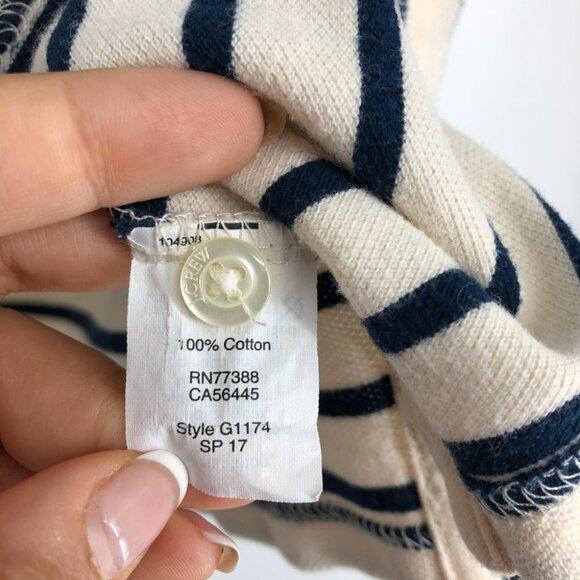 104908
J.CREW
100% Cotton
RN77388
CA56445
Style G1174
SP 17